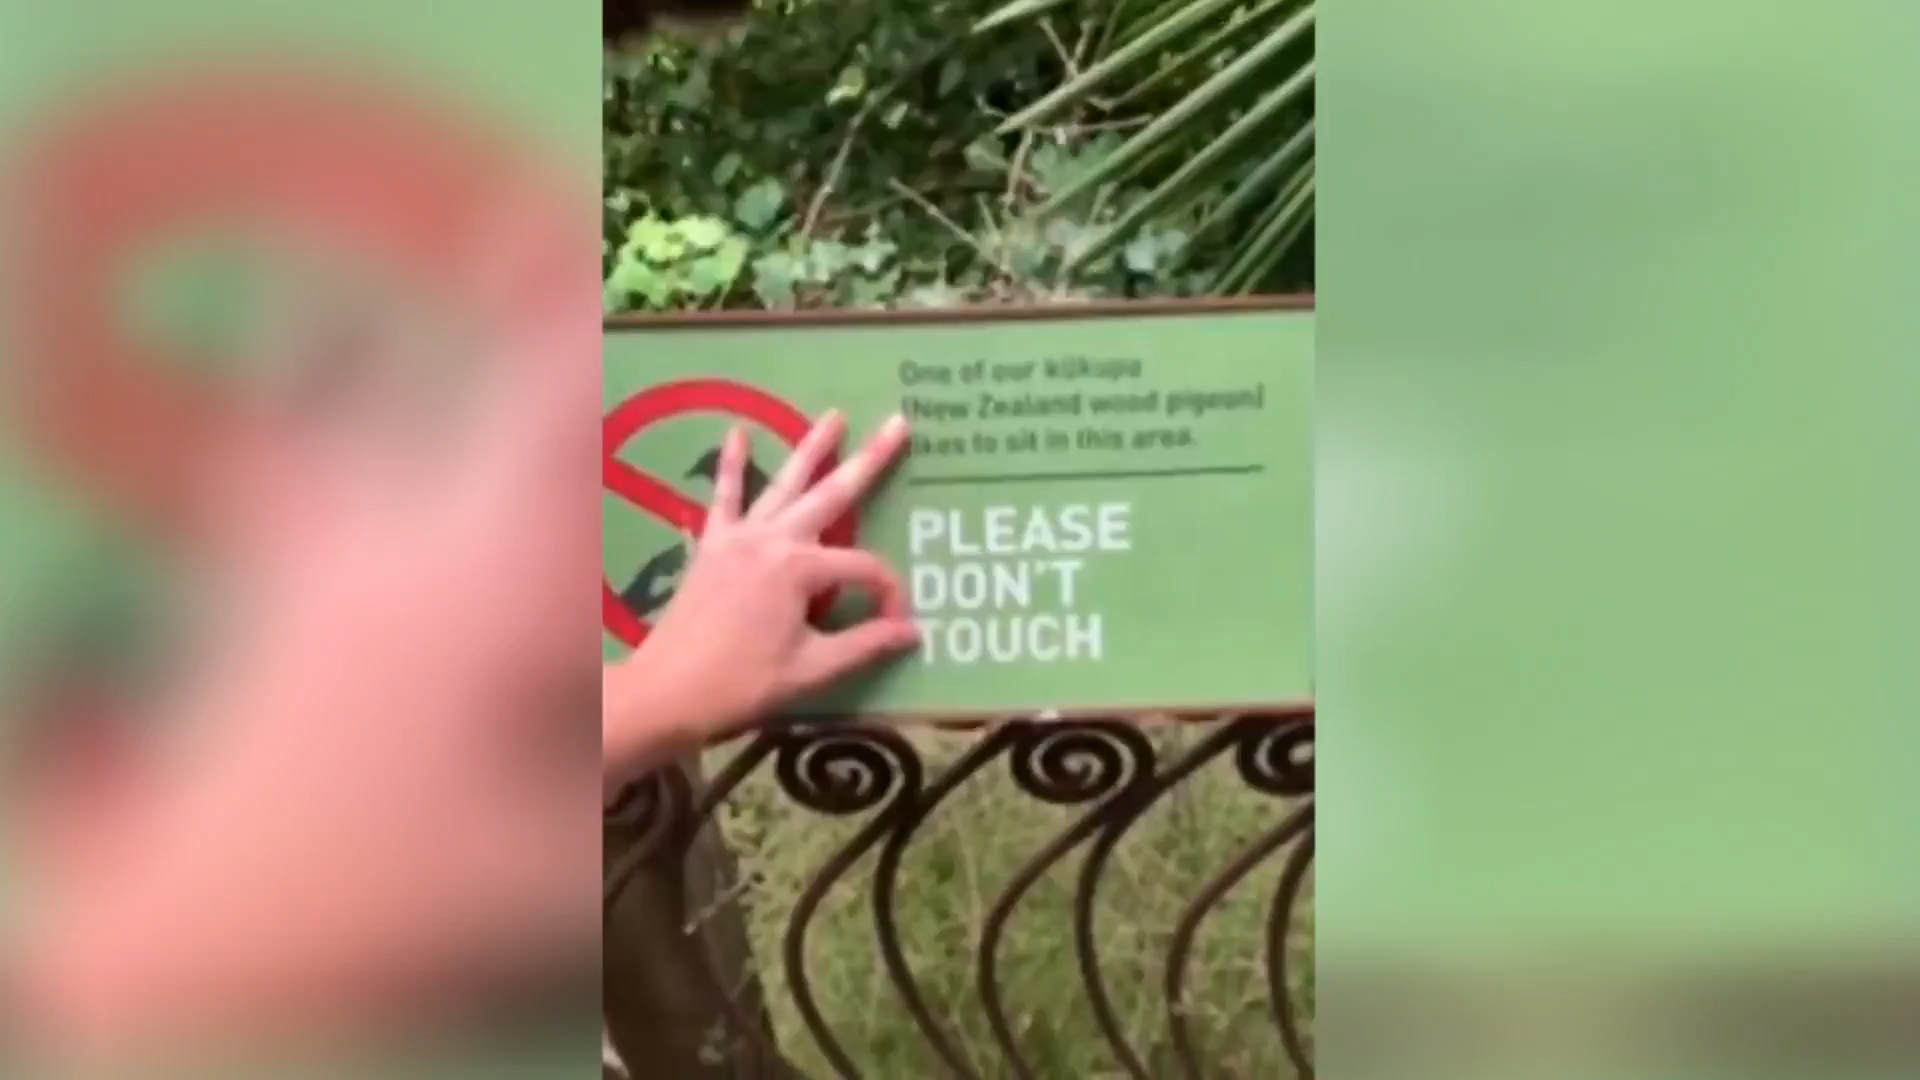 One of our kūkupa
(New Zealand wood pigeon)
likes to sit in this area.
PLEASE
DON'T
TOUCH